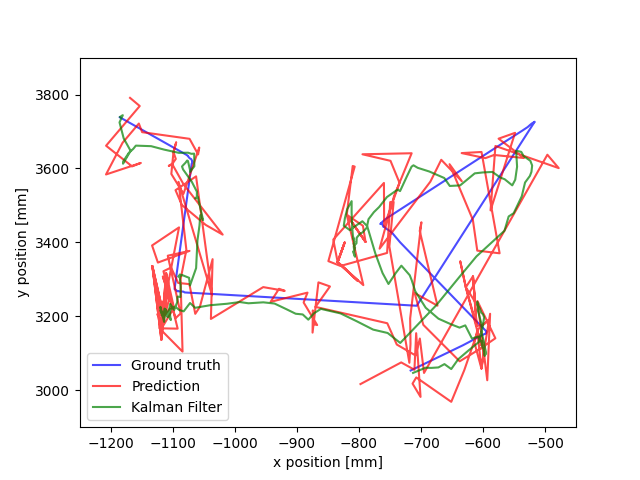 3800
3600
3400
3200
3000
y position [mm]
Ground truth
Prediction
Kalman Filter
−1200 −1100 −1000 −900 −800 −700 −600 −500
x position [mm]